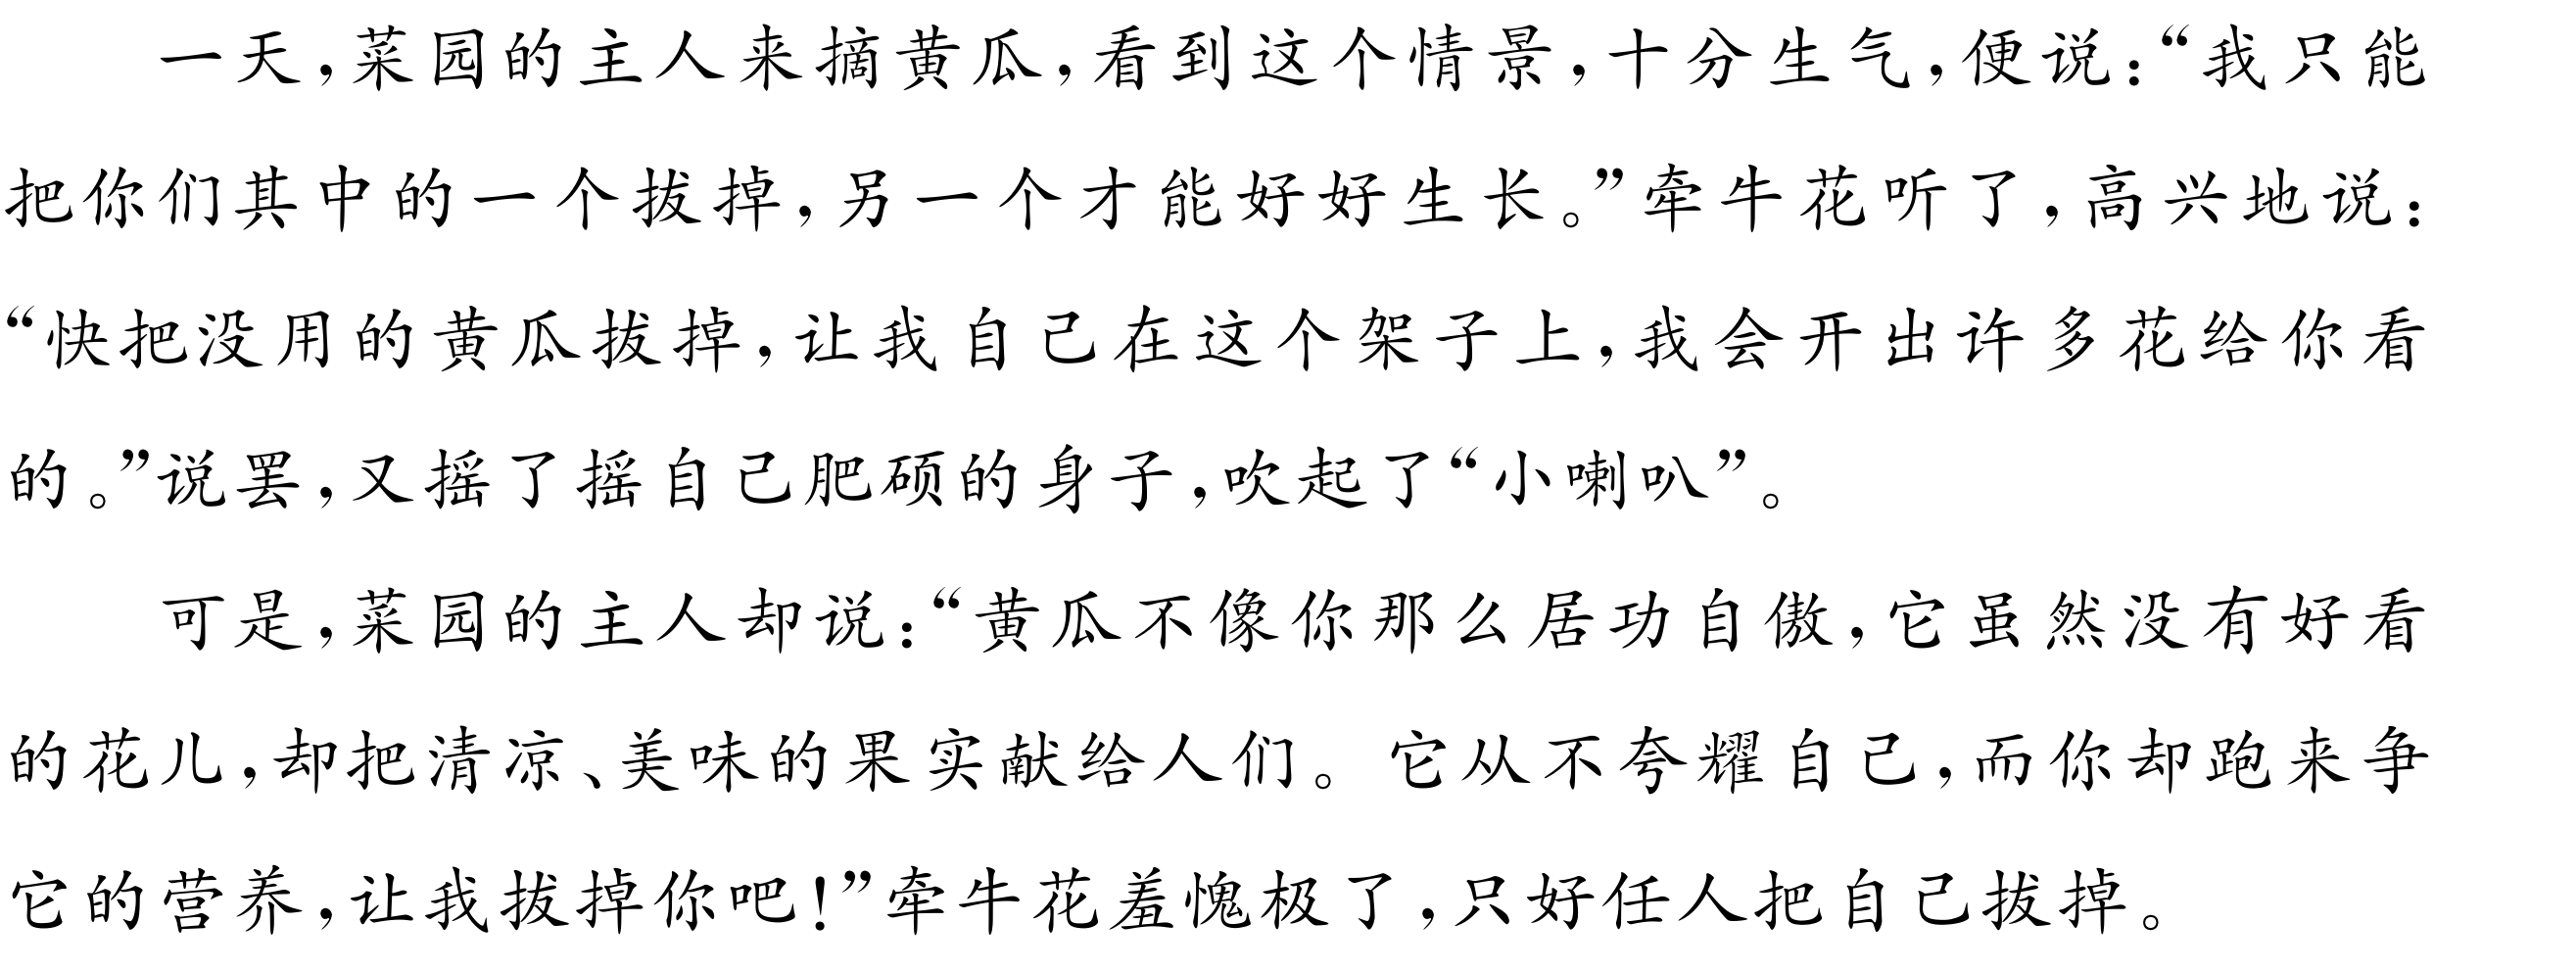 一天,菜园的主人来摘黄瓜,看到这个情景,十分生气,便说:“我只能
把你们其中的一个拔掉,另一个才能好好生长。”牵牛花听了,高兴地说:
“快把没用的黄瓜拔掉,让我自己在这个架子上,我会开出许多花给你看
的。”说罢,又摇了摇自己肥硕的身子,吹起了“小喇叭”。
可是,菜园的主人却说:“黄瓜不像你那么居功自傲,它虽然没有好看
的花儿,却把清凉、美味的果实献给人们。它从不夸耀自己,而你却跑来争
它的营养,让我拔掉你吧!”牵牛花羞愧极了,只好任人把自己拔掉。